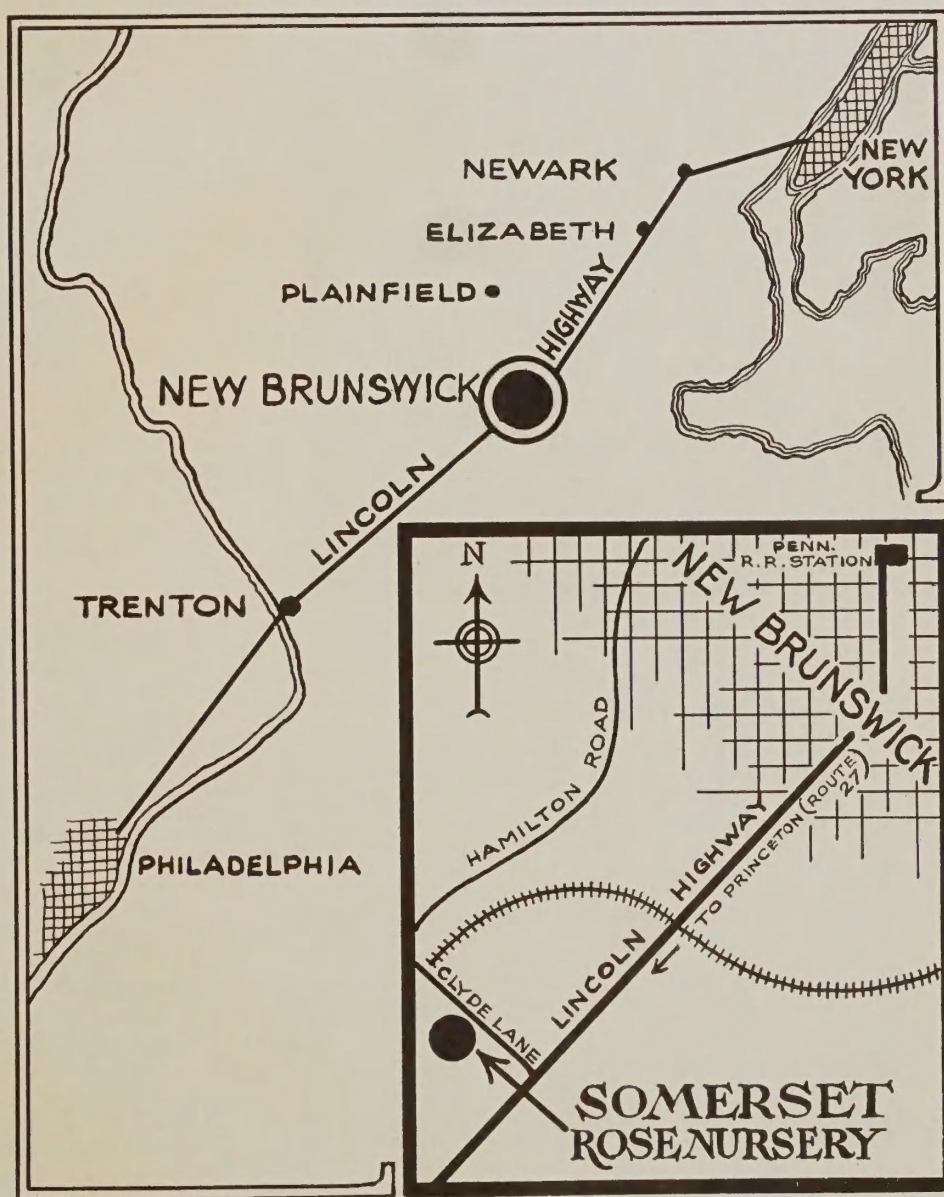 NEW
YORK
NEWARK
ELIZABETH
PLAINFIELD
HIGHWAY
NEW BRUNSWICK
LINCOLN
TRENTON
PHILADELPHIA
N
PENN.
R.R. STATION
NEW BRUNSWICK
HAMILTON ROAD
LINCOLN HIGHWAY
TO PRINCETON (ROUTE 27)
CLYDE LANE
SOMERSET
ROSE NURSERY